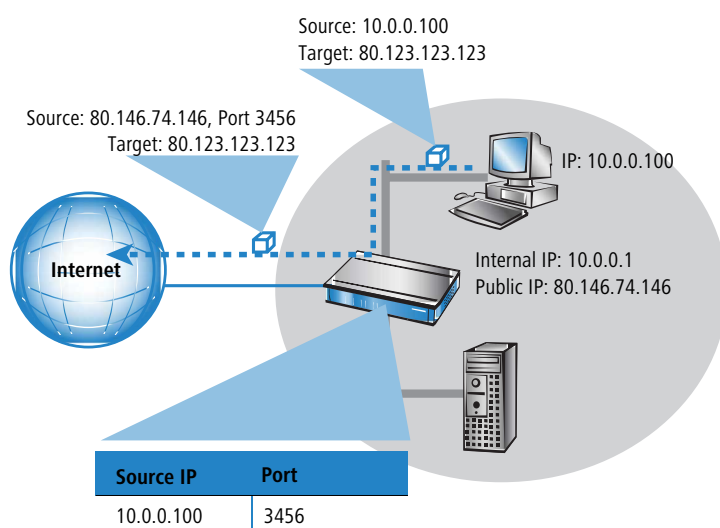 Source: 10.0.0.100
Target: 80.123.123.123
Source: 80.146.74.146, Port 3456
Target: 80.123.123.123
IP: 10.0.0.100
Internet
Internal IP: 10.0.0.1
Public IP: 80.146.74.146
Source IP Port
10.0.0.100 3456